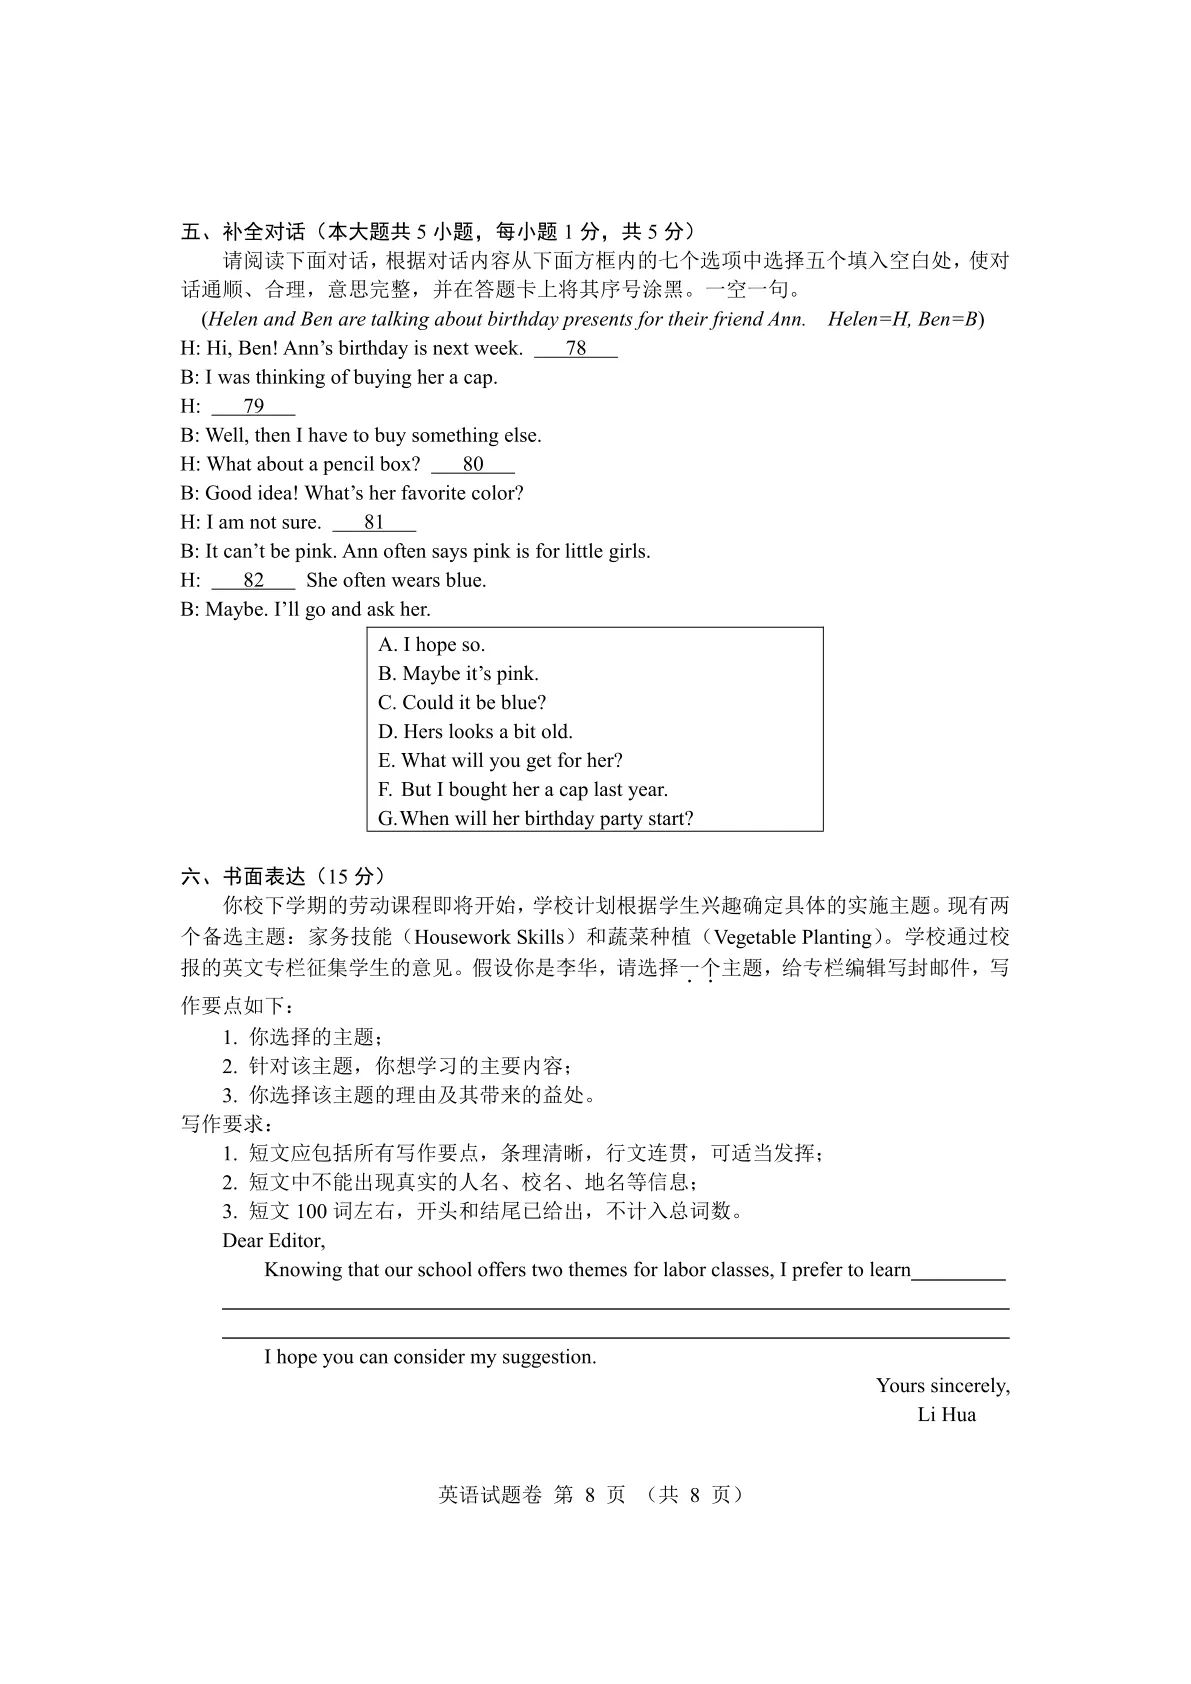 五、补全对话（本大题共 5 小题，每小题 1 分，共 5 分）
请阅读下面对话，根据对话内容从下面方框内的七个选项中选择五个填入空白处，使对
话通顺、合理，意思完整，并在答题卡上将其序号涂黑。一空一句。
(Helen and Ben are talking about birthday presents for their friend Ann. Helen=H, Ben=B)
H: Hi, Ben! Ann’s birthday is next week. 78
B: I was thinking of buying her a cap.
H: 79
B: Well, then I have to buy something else.
H: What about a pencil box? 80
B: Good idea! What’s her favorite color?
H: I am not sure. 81
B: It can’t be pink. Ann often says pink is for little girls.
H: 82 She often wears blue.
B: Maybe. I’ll go and ask her.
A. I hope so.
B. Maybe it’s pink.
C. Could it be blue?
D. Hers looks a bit old.
E. What will you get for her?
F. But I bought her a cap last year.
G.When will her birthday party start?
六、书面表达（15 分）
你校下学期的劳动课程即将开始，学校计划根据学生兴趣确定具体的实施主题。现有两
个备选主题：家务技能（Housework Skills）和蔬菜种植（Vegetable Planting）。学校通过校
报的英文专栏征集学生的意见。假设你是李华，请选择一个主题，给专栏编辑写封邮件，写
作要点如下：
1. 你选择的主题；
2. 针对该主题，你想学习的主要内容；
3. 你选择该主题的理由及其带来的益处。
写作要求：
1. 短文应包括所有写作要点，条理清晰，行文连贯，可适当发挥；
2. 短文中不能出现真实的人名、校名、地名等信息；
3. 短文 100 词左右，开头和结尾已给出，不计入总词数。
Dear Editor,
Knowing that our school offers two themes for labor classes, I prefer to learn
I hope you can consider my suggestion.
Yours sincerely,
Li Hua
英语试题卷 第 8 页 （共 8 页）